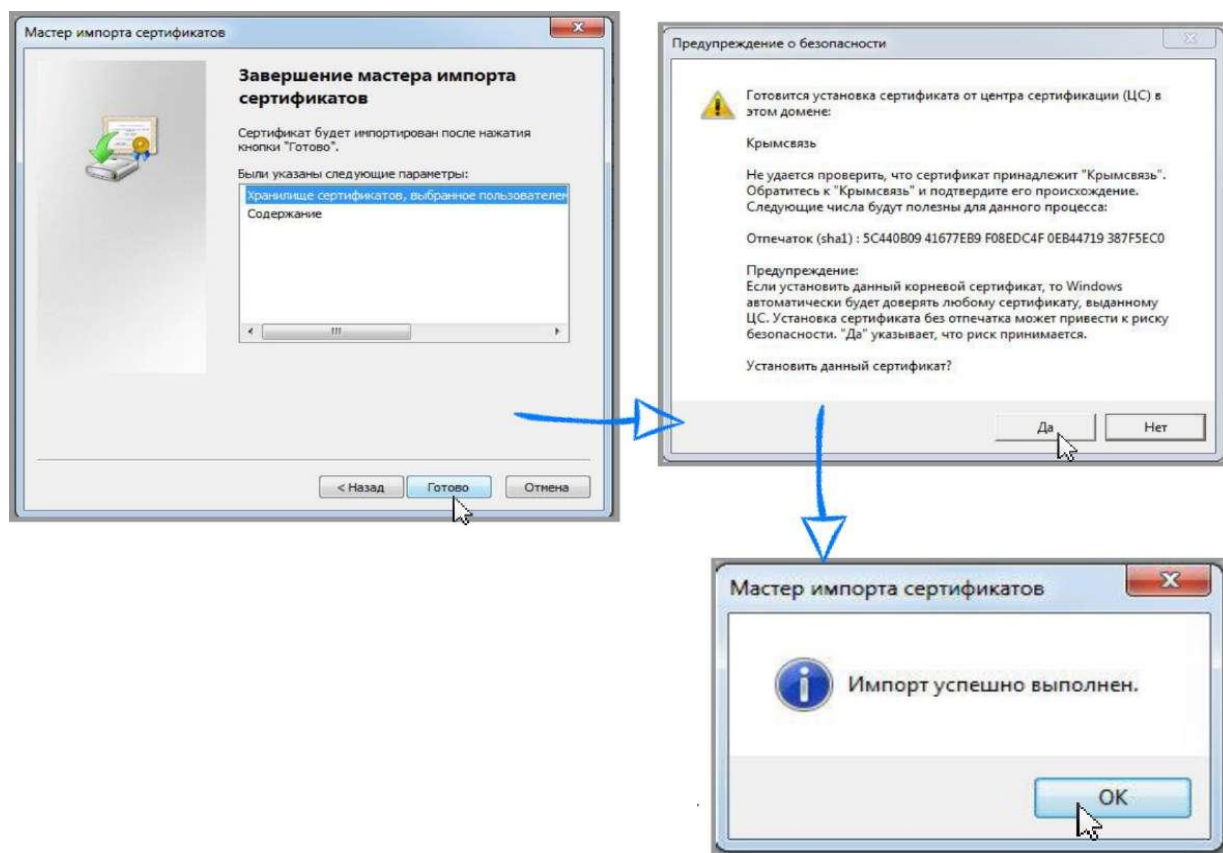 Мастер импорта сертификатов
Завершение мастера импорта
сертификатов
Сертификат будет импортирован после нажатия
кнопки "Готово".
Были указаны следующие параметры:
Хранилище сертификатов, выбранное пользователем
Содержание
< Назад
Готово
Отмена
Предупреждение о безопасности
Готовится установка сертификата от центра сертификации (ЦС) в
этом домене:
Крымсвязь
Не удается проверить, что сертификат принадлежит "Крымсвязь".
Обратитесь к "Крымсвязь" и подтвердите его происхождение.
Следующие числа будут полезны для данного процесса:
Отпечаток (sha1) : 5C440B09 41677EB9 F08EDC4F 0EB44719 387F5EC0
Предупреждение:
Если установить данный корневой сертификат, то Windows
автоматически будет доверять любому сертификату, выданному
ЦС. Установка сертификата без отпечатка может привести к риску
безопасности. "Да" указывает, что риск принимается.
Установить данный сертификат?
Да
Нет
Мастер импорта сертификатов
Импорт успешно выполнен.
OK